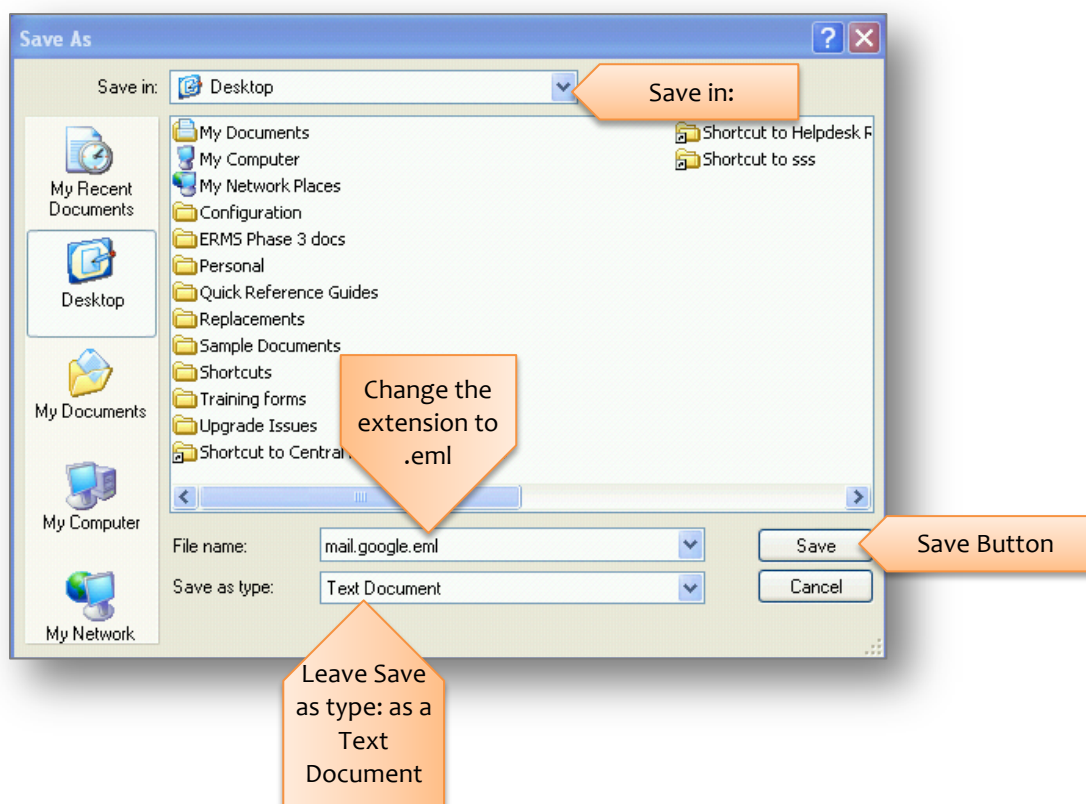 Save As
Save in:
Desktop
Save in:
My Recent
Documents
Desktop
My Documents
My Computer
My Network
My Documents
My Computer
My Network Places
Configuration
ERMS Phase 3 docs
Personal
Quick Reference Guides
Replacements
Sample Documents
Shortcuts
Training forms
Upgrade Issues
Shortcut to Central
Shortcut to Helpdesk R
Shortcut to sss
Change the
extension to
.eml
File name:
mail.google.eml
Save
Save Button
Save as type:
Text Document
Cancel
Leave Save
as type: as a
Text
Document